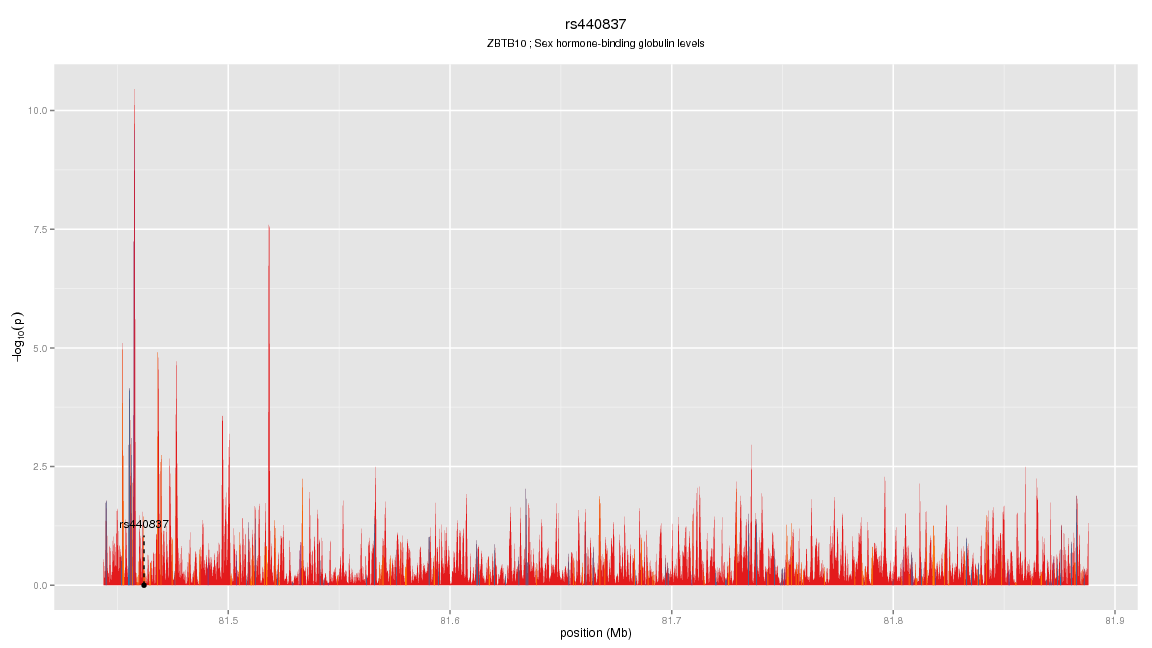 rs440837
ZBTB10 ; Sex hormone-binding globulin levels
10.0
7.5
5.0
2.5
0.0
−log10(p)
rs440837
81.5
81.6
81.7
81.8
81.9
position (Mb)